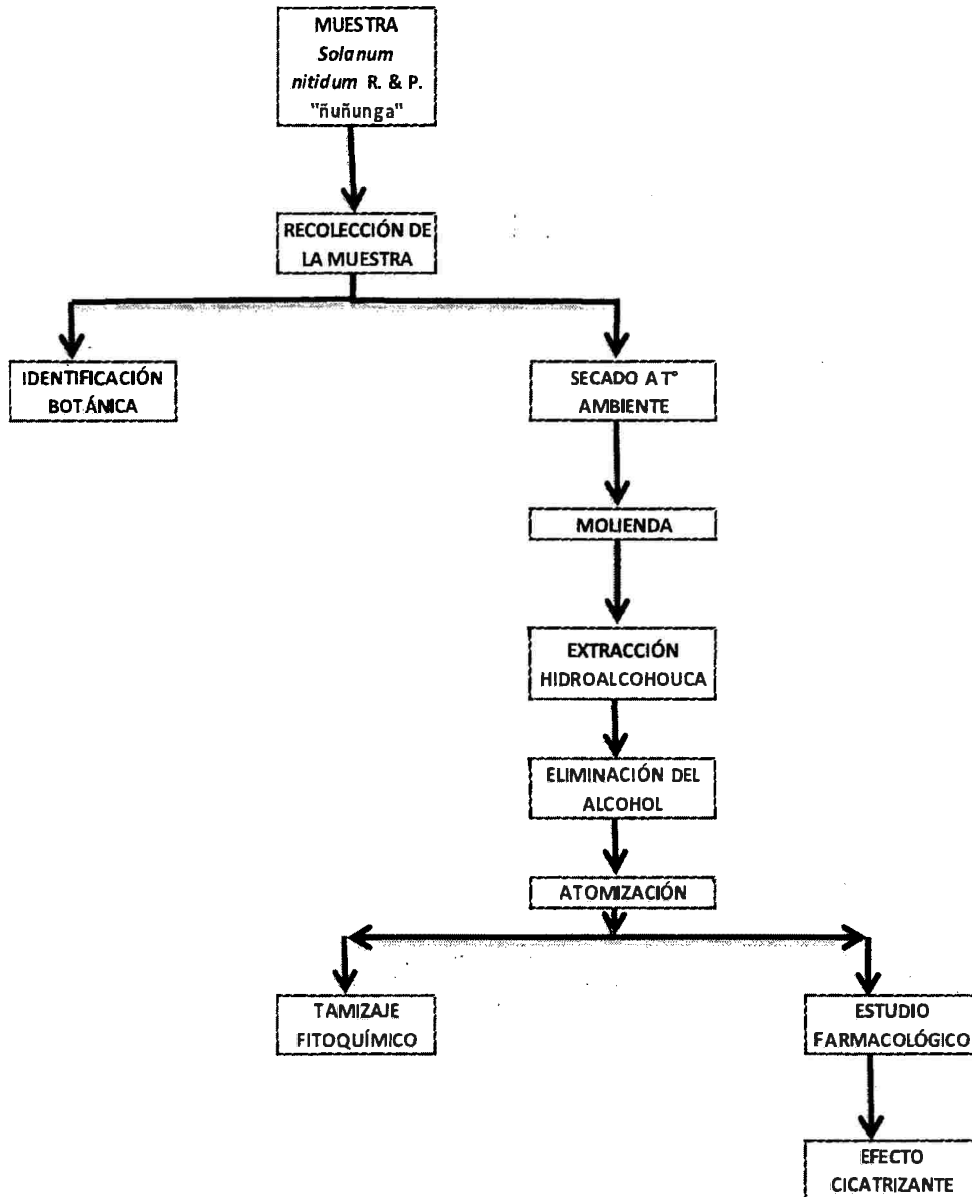 MUESTRA
Solanum
nitidum R. & P.
"ñuñunga"
RECOLECCIÓN DE
LA MUESTRA
IDENTIFICACIÓN
BOTÁNICA
SECADO A T°
AMBIENTE
MOLIENDA
EXTRACCIÓN
HIDROALCOHOUCA
ELIMINACIÓN DEL
ALCOHOL
ATOMIZACIÓN
TAMIZAJE
FITOQUÍMICO
ESTUDIO
FARMACOLÓGICO
EFECTO
CICATRIZANTE